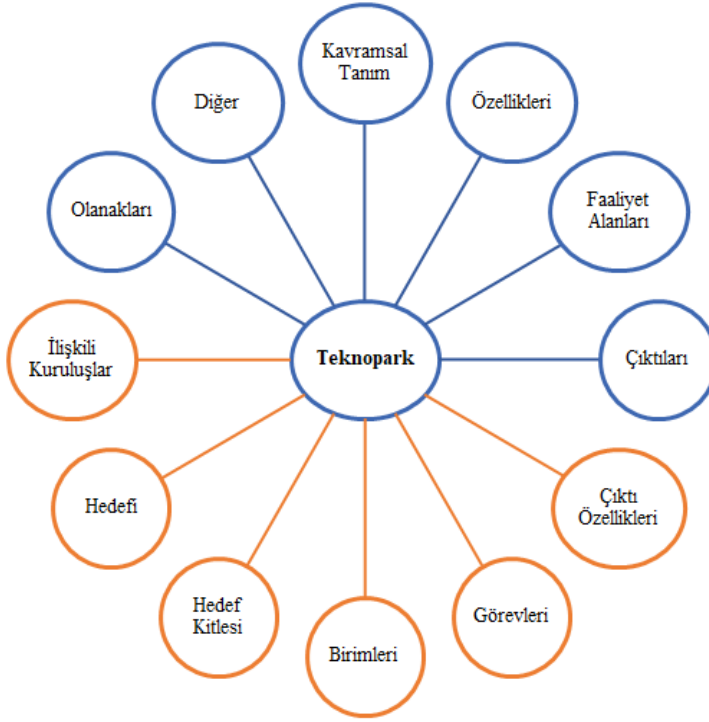 Kavramsal
Tanım
Özellikleri
Faaliyet
Alanları
Çıktıları
Çıktı
Özellikleri
Görevleri
Birimleri
Hedef
Kitlesi
Hedefi
İlişkili
Kuruluşlar
Olanakları
Diğer
Teknopark